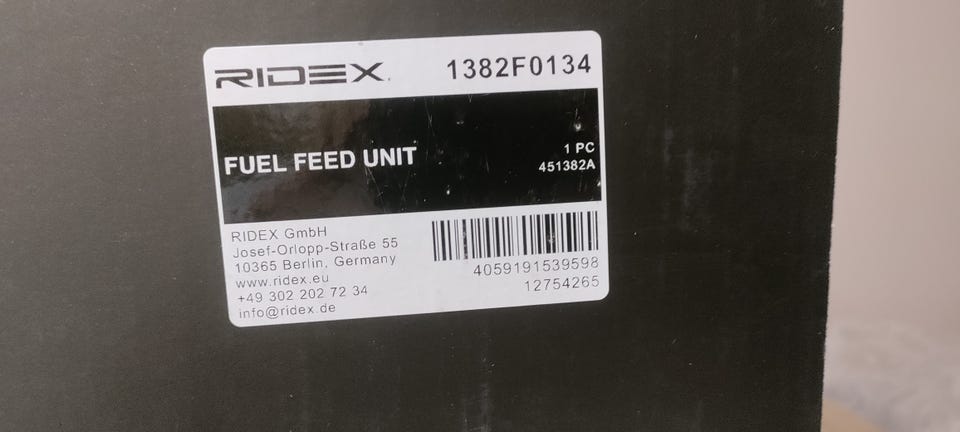 RIDEX
1382F0134
FUEL FEED UNIT
1 PC
451382A
RIDEX GmbH
Josef-Orlopp-Straße 55
10365 Berlin, Germany
www.ridex.eu
+49 302 202 72 34
info@ridex.de
4059191539598
12754265